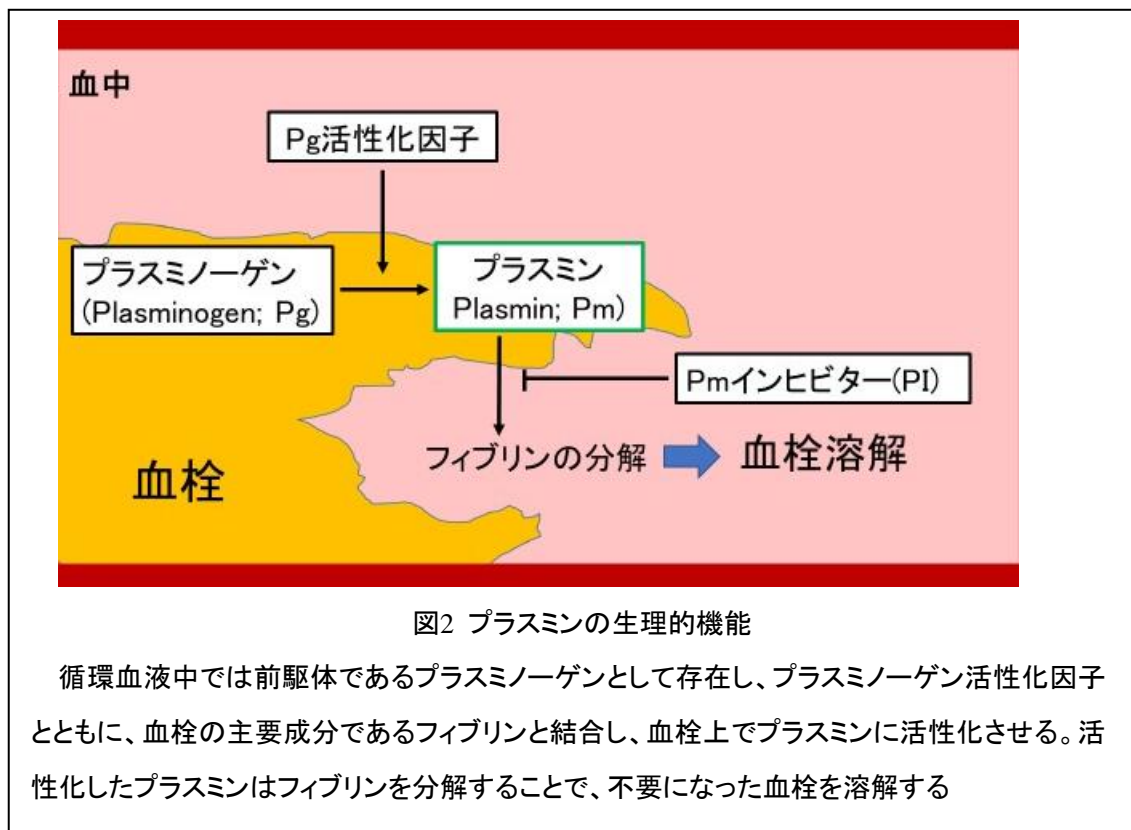 血中
Pg活性化因子
プラスミノーゲン
(Plasminogen; Pg)
プラスミン
Plasmin; Pm)
Pmインヒビター(PI)
フィブリンの分解
血栓溶解
血栓
図2 プラスミンの生理的機能
循環血液中では前駆体であるプラスミノーゲンとして存在し、プラスミノーゲン活性化因子
とともに、血栓の主要成分であるフィブリンと結合し、血栓上でプラスミンに活性化させる。活
性化したプラスミンはフィブリンを分解することで、不要になった血栓を溶解する